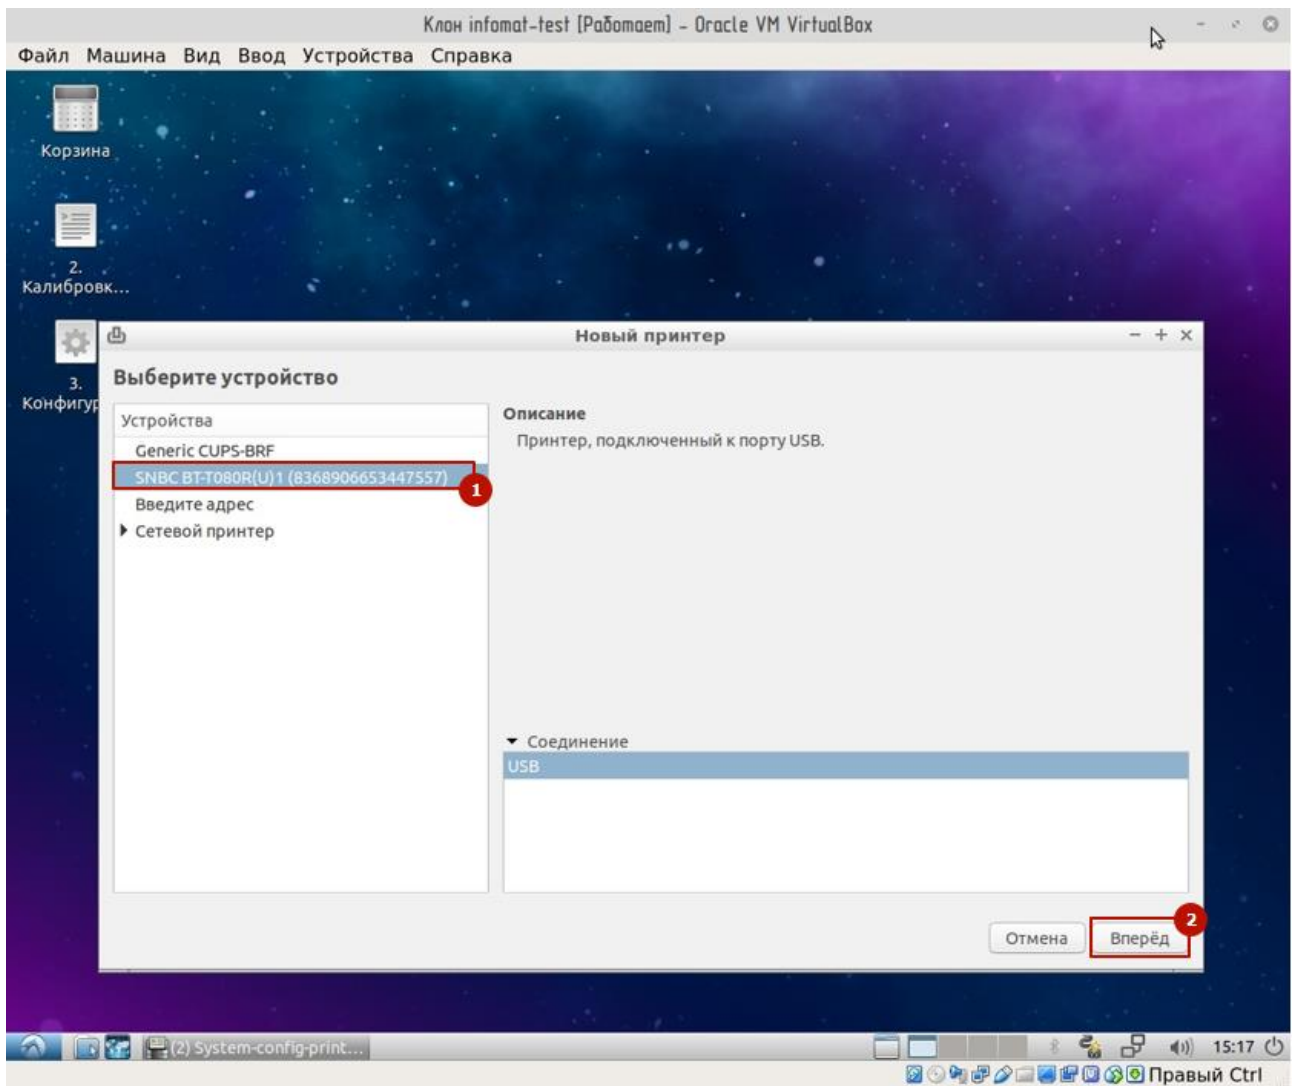 Клон infomat-test [Работает] - Oracle VM VirtualBox
Файл Машина Вид Ввод Устройства Справка
Корзина
2.
Калибровк...
3.
Конфигур
Новый принтер
Выберите устройство
Устройства
Generic CUPS-BRF
SNBC BT-T080R(U)1 (8368906653447557)
1
Введите адрес
Сетевой принтер
Описание
Принтер, подключенный к порту USB.
Соединение
USB
Отмена
Вперёд
2
(2) System-config-print...
15:17
Правый Ctrl